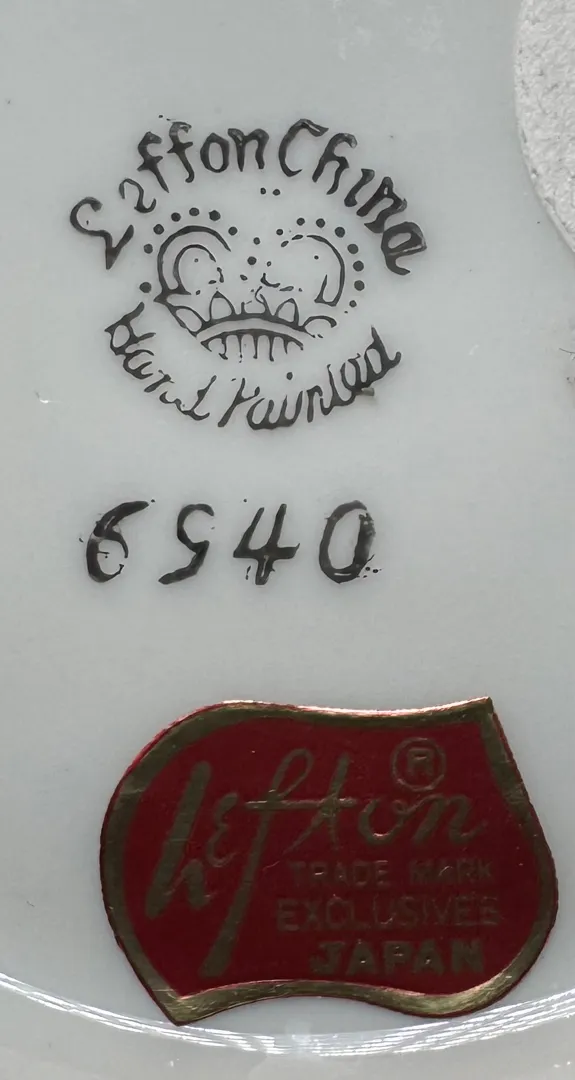 Lefton China
Hand Painted
6540
Lefton ®
TRADE MARK
EXCLUSIVES
JAPAN